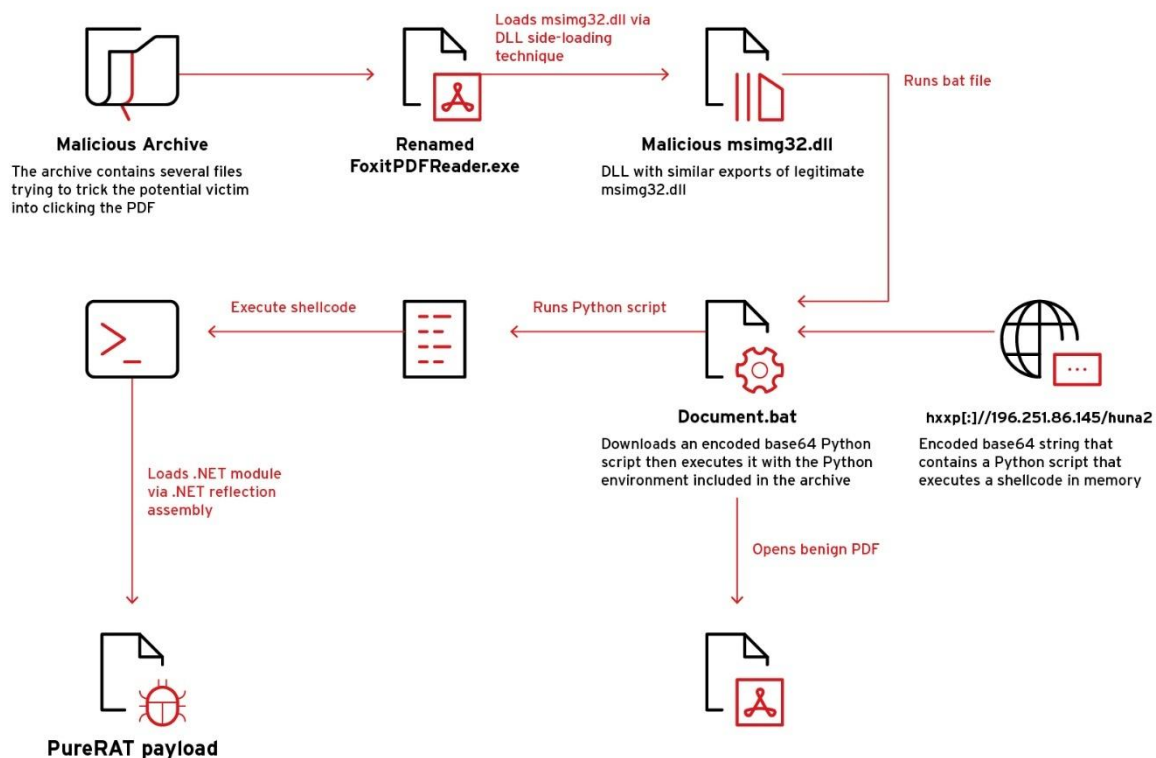 Loads msimg32.dll via
DLL side-loading
technique
Runs bat file
Malicious Archive
The archive contains several files
trying to trick the potential victim
into clicking the PDF
Renamed
FoxitPDFReader.exe
Malicious msimg32.dll
DLL with similar exports of legitimate
msimg32.dll
Execute shellcode
Runs Python script
Document.bat
Downloads an encoded base64 Python
script then executes it with the Python
environment included in the archive
hxxp[:]//196.251.86.145/huna2
Encoded base64 string that
contains a Python script that
executes a shellcode in memory
Loads .NET module
via .NET reflection
assembly
Opens benign PDF
PureRAT payload